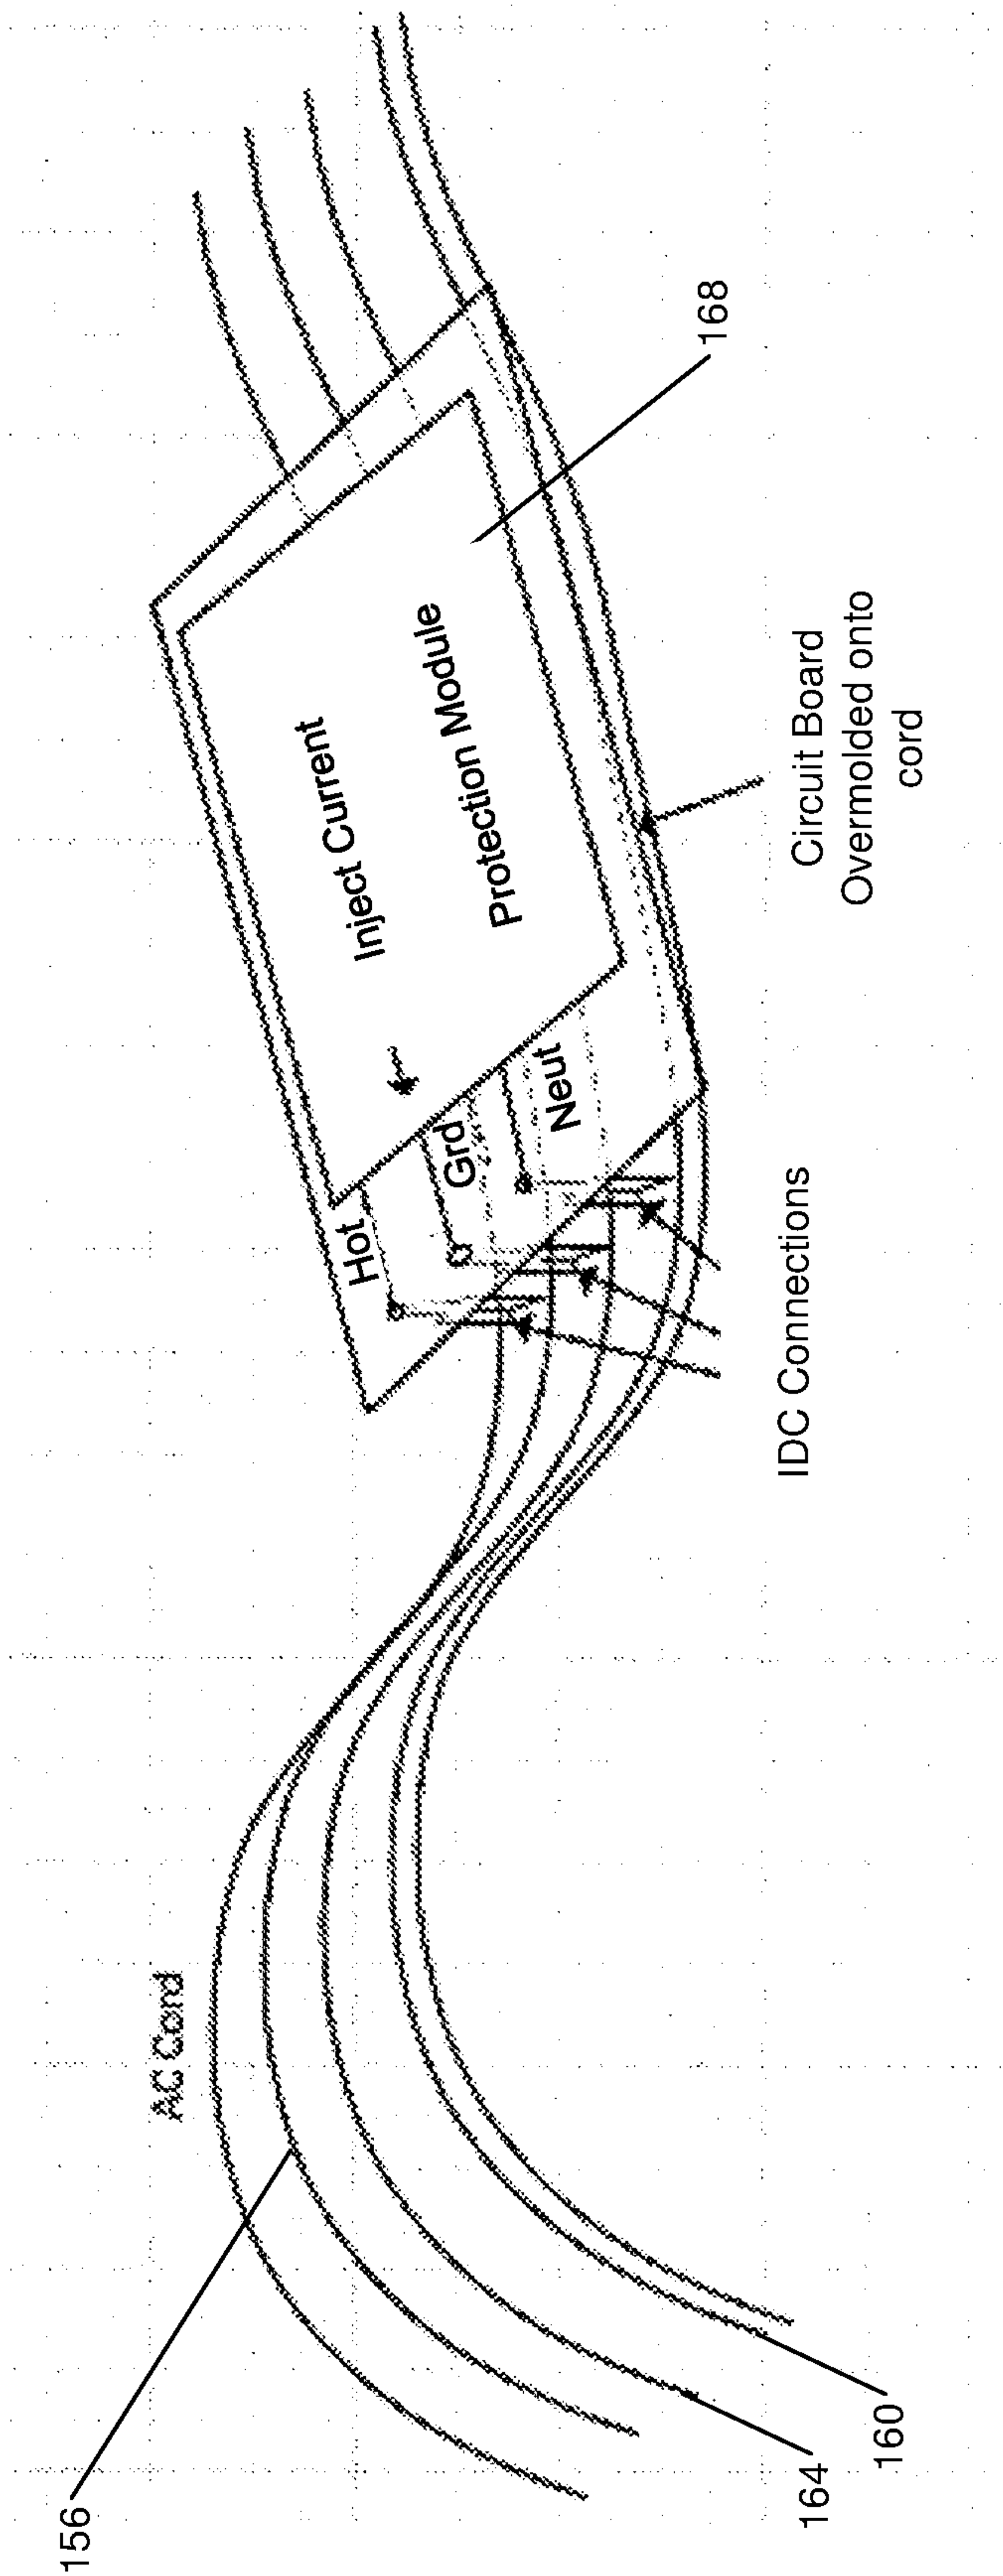 156
AC Cord
164
160
Hot
Grd
Neut
Inject Current
Protection Module
168
IDC Connections
Circuit Board
Overmolded onto
cord